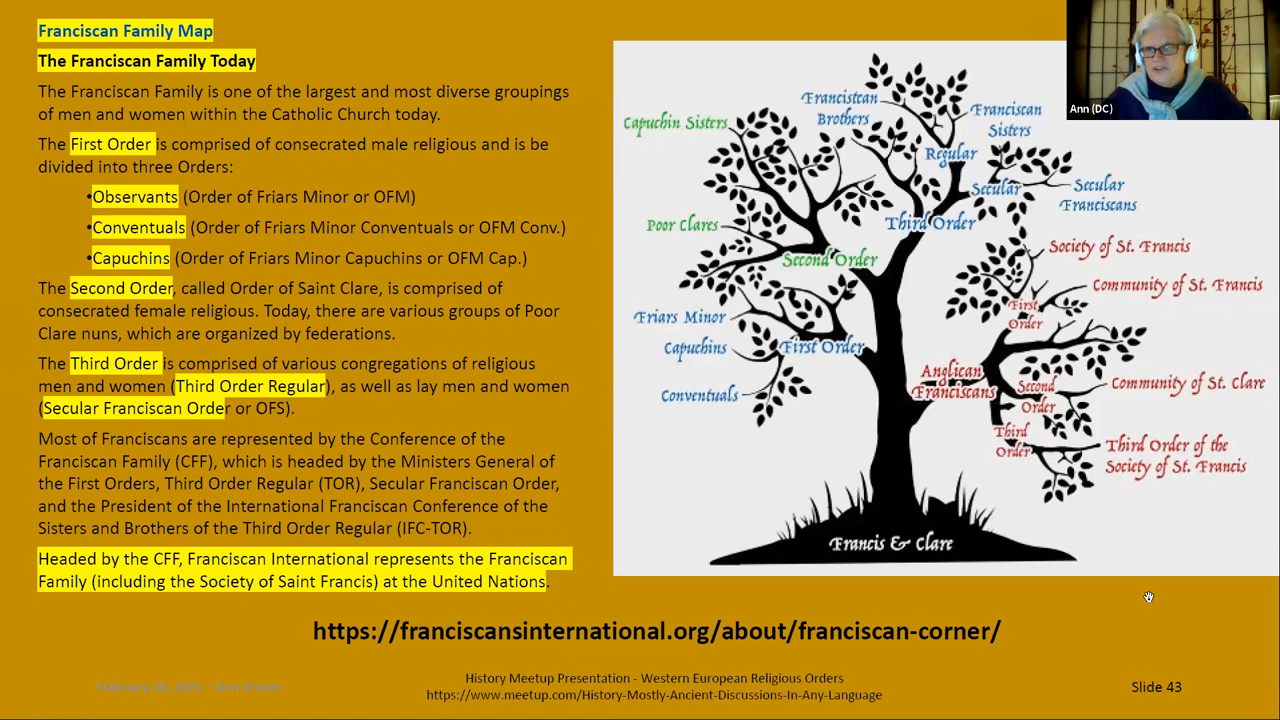 Franciscan Family Map
The Franciscan Family Today
The Franciscan Family is one of the largest and most diverse groupings
of men and women within the Catholic Church today.
The First Order is comprised of consecrated male religious and is be
divided into three Orders:
•Observants (Order of Friars Minor or OFM)
•Conventuals (Order of Friars Minor Conventuals or OFM Conv.)
•Capuchins (Order of Friars Minor Capuchins or OFM Cap.)
The Second Order, called Order of Saint Clare, is comprised of
consecrated female religious. Today, there are various groups of Poor
Clare nuns, which are organized by federations.
The Third Order is comprised of various congregations of religious
men and women (Third Order Regular), as well as lay men and women
(Secular Franciscan Order or OFS).
Most of Franciscans are represented by the Conference of the
Franciscan Family (CFF), which is headed by the Ministers General of
the First Orders, Third Order Regular (TOR), Secular Franciscan Order,
and the President of the International Franciscan Conference of the
Sisters and Brothers of the Third Order Regular (IFC-TOR).
Headed by the CFF, Franciscan International represents the Franciscan
Family (including the Society of Saint Francis) at the United Nations.
Ann (DC)
Capuchin Sisters
Franciscan
Brothers
Franciscan
Sisters
Regular
Secular
Secular
Franciscans
Third Order
Poor Clares
Second Order
Society of St. Francis
Community of St. Francis
First
Order
Friars Minor
Capuchins
First Order
Conventuals
Anglican
Franciscans
Second
Order
Community of St. Clare
Third
Order
Third Order of the
Society of St. Francis
Francis & Clare
https://franciscansinternational.org/about/franciscan-corner/
History Meetup Presentation - Western European Religious Orders
https://www.meetup.com/History-Mostly-Ancient-Discussions-In-Any-Language
Slide 43